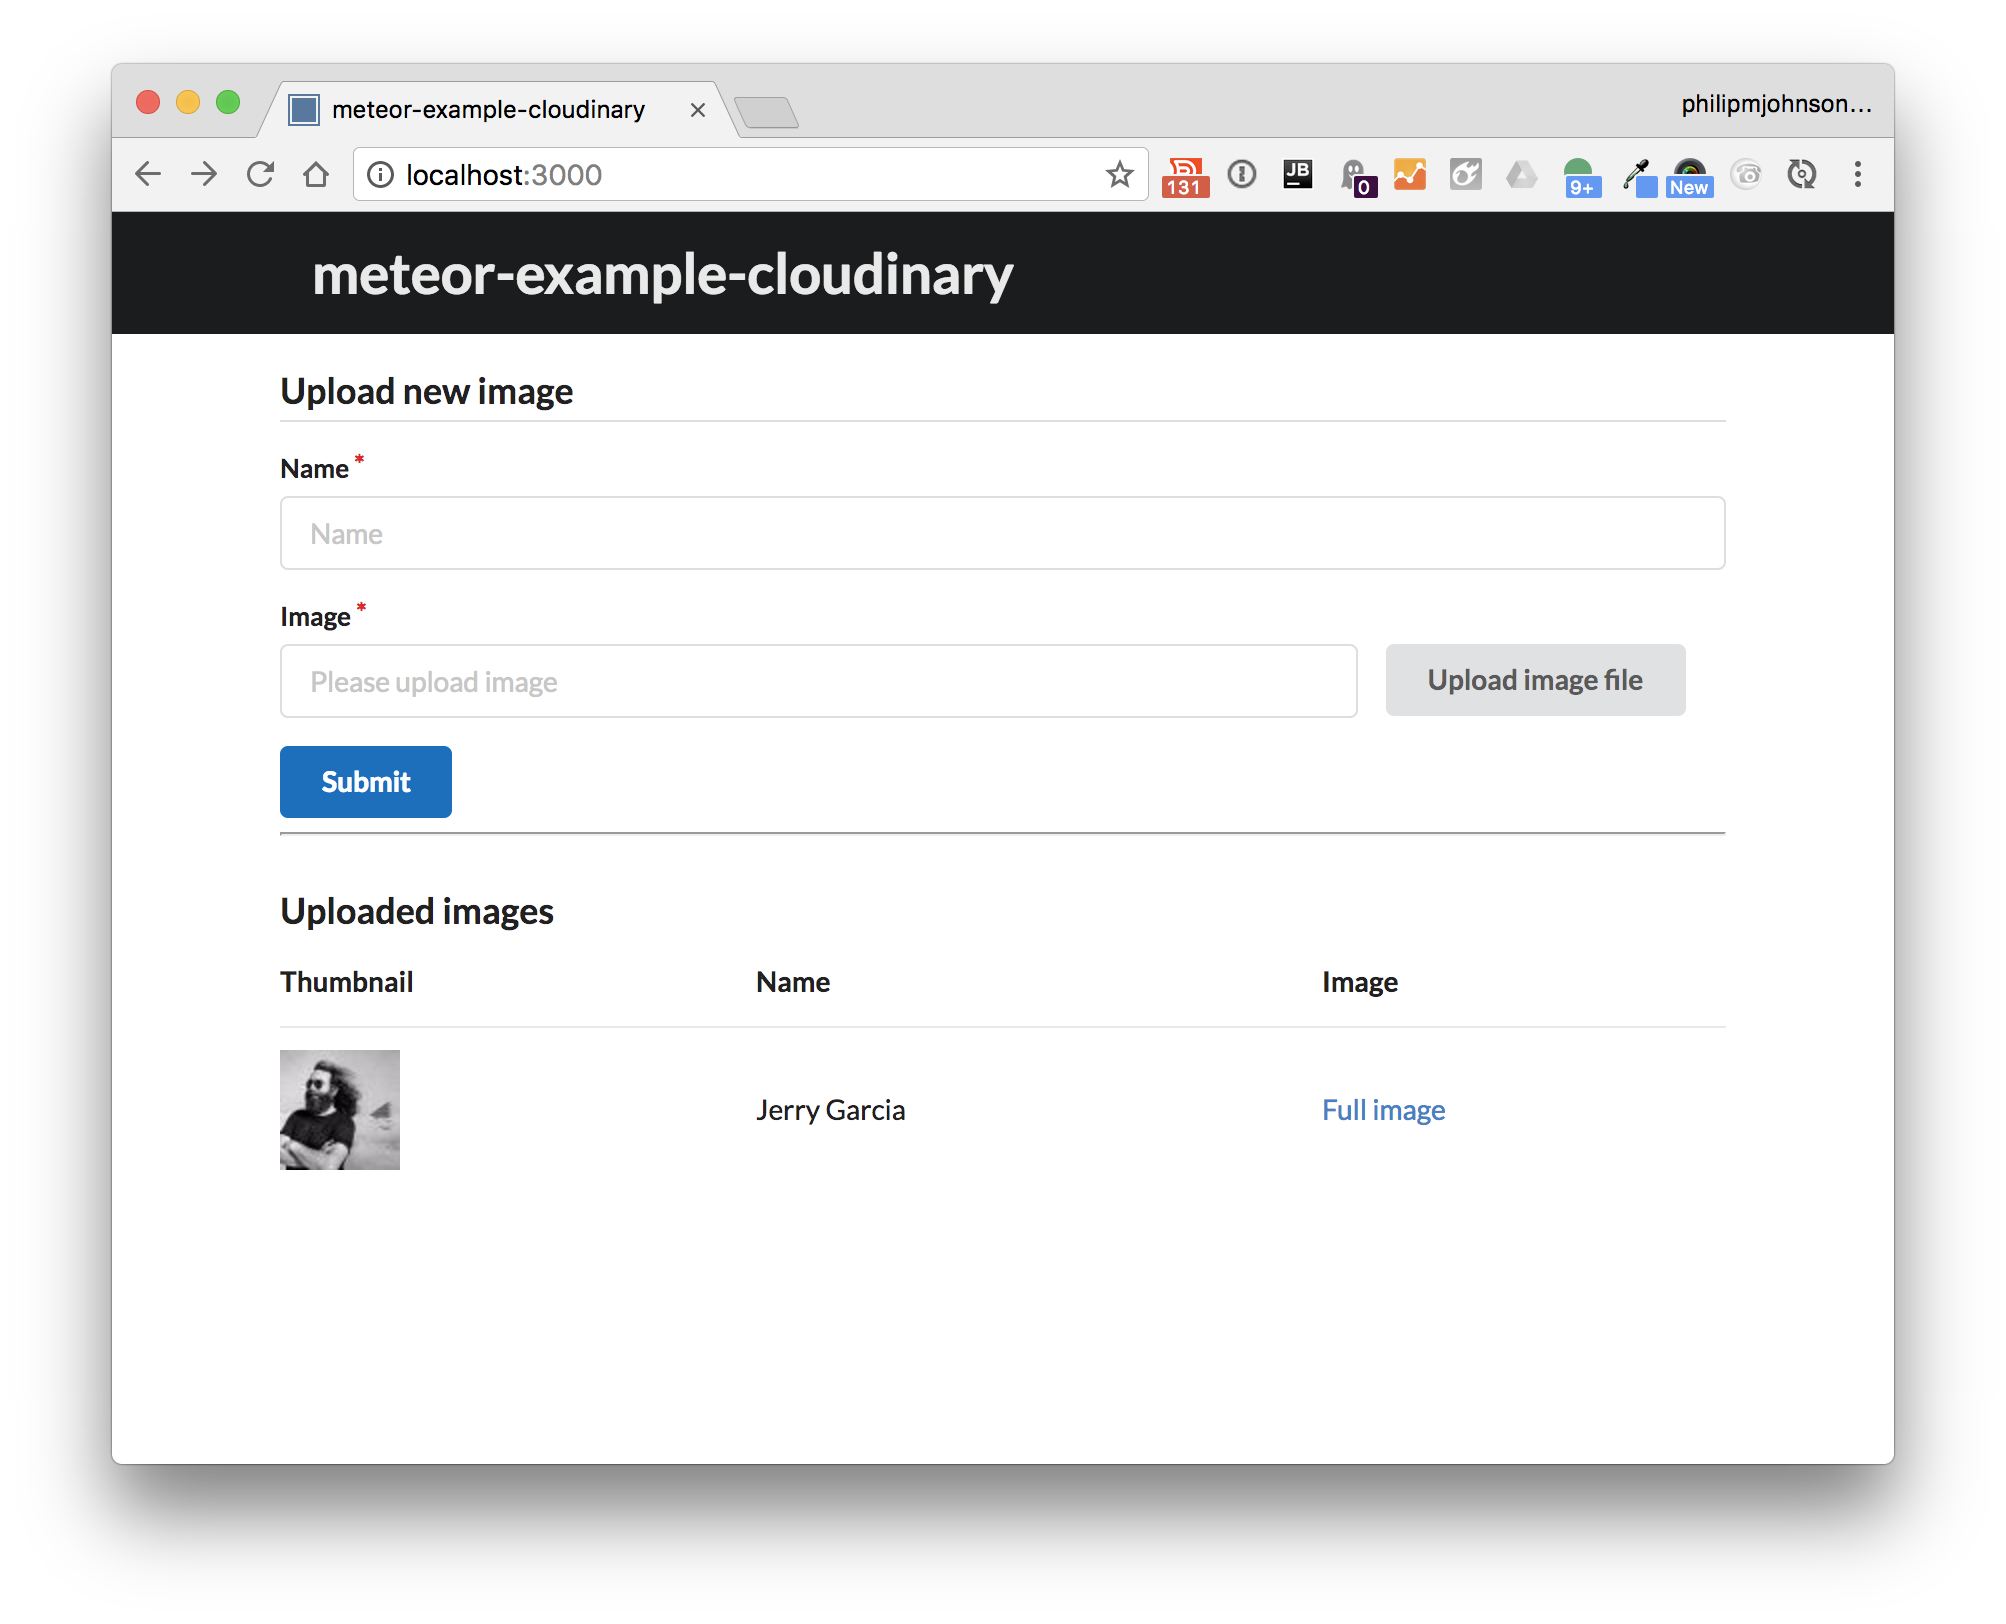 meteor-example-cloudinary
philipmjohnson...
localhost:3000
131
JB
0
9+
New
meteor-example-cloudinary
Upload new image
Name *
Name
Image *
Please upload image
Upload image file
Submit
Uploaded images
Thumbnail Name Image
Jerry Garcia Full image